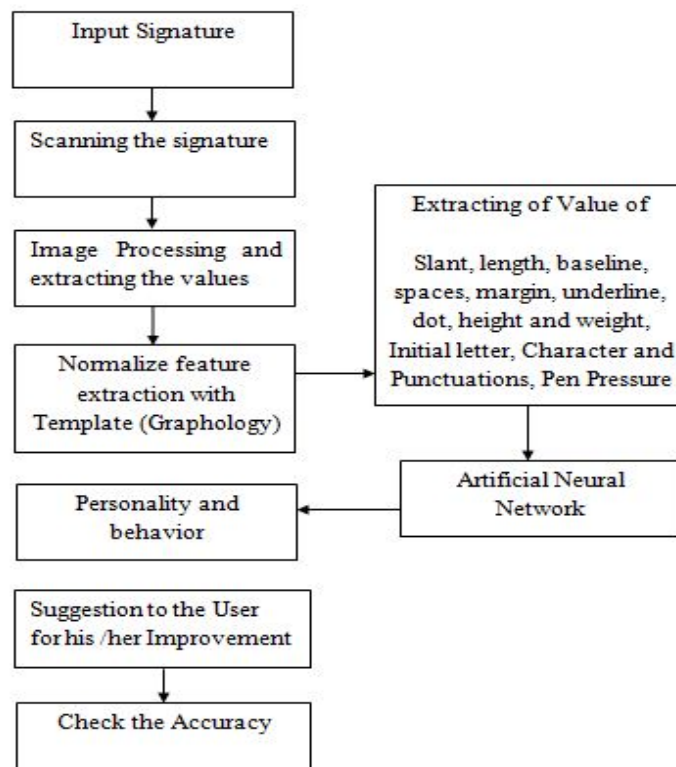 Input Signature
Scanning the signature
Image Processing and
extracting the values
Normalize feature
extraction with
Template (Graphology)
Extracting of Value of
Slant, length, baseline,
spaces, margin, underline,
dot, height and weight,
Initial letter, Character and
Punctuations, Pen Pressure
Artificial Neural
Network
Personality and
behavior
Suggestion to the User
for his /her Improvement
Check the Accuracy